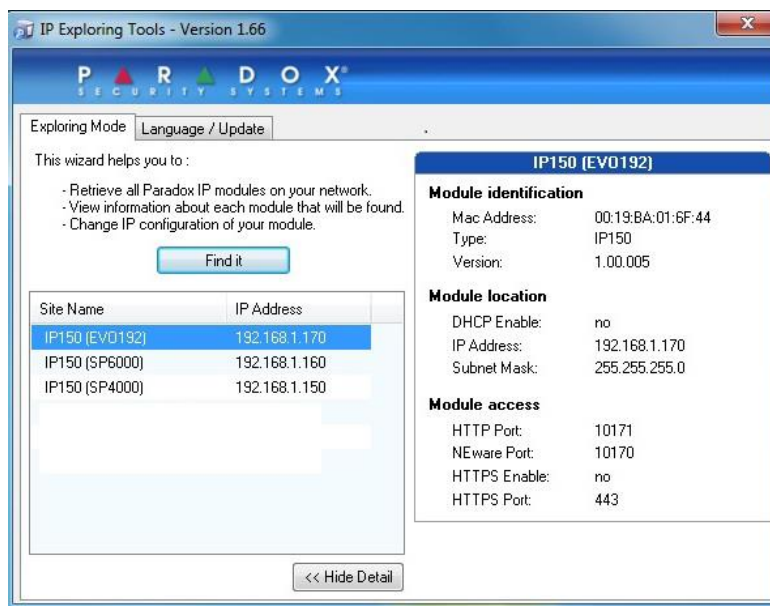 IP Exploring Tools - Version 1.66
PARADOX®
SECURITY SYSTEMS
Exploring Mode
Language / Update
This wizard helps you to :
- Retrieve all Paradox IP modules on your network.
- View information about each module that will be found.
- Change IP configuration of your module.
Find it
Site Name IP Address
IP150 (EVO192) 192.168.1.170
IP150 (SP6000) 192.168.1.160
IP150 (SP4000) 192.168.1.150
<< Hide Detail
IP150 (EVO192)
Module identification
Mac Address: 00:19:BA:01:6F:44
Type: IP150
Version: 1.00.005
Module location
DHCP Enable: no
IP Address: 192.168.1.170
Subnet Mask: 255.255.255.0
Module access
HTTP Port: 10171
NEware Port: 10170
HTTPS Enable: no
HTTPS Port: 443